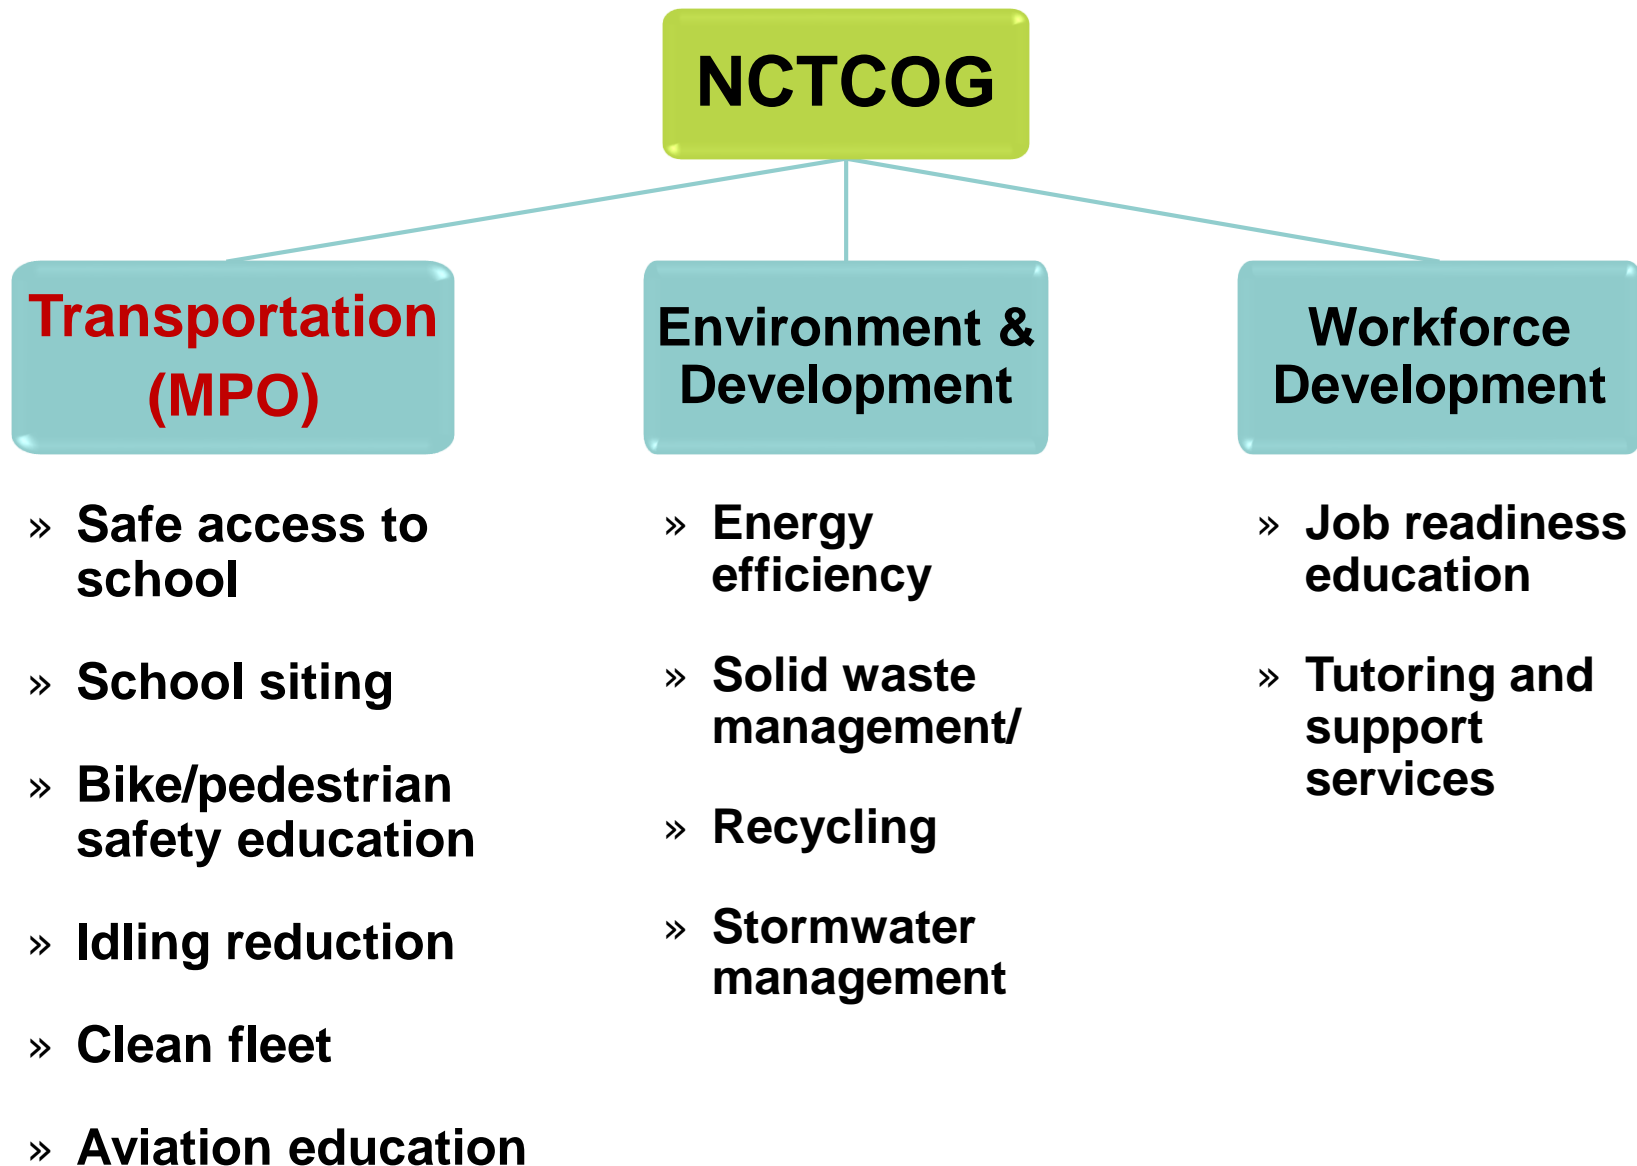 NCTCOG
Transportation
(MPO)
» Safe access to
school
» School siting
» Bike/pedestrian
safety education
» Idling reduction
» Clean fleet
» Aviation education
Environment &
Development
» Energy
efficiency
» Solid waste
management/
» Recycling
» Stormwater
management
Workforce
Development
» Job readiness
education
» Tutoring and
support
services